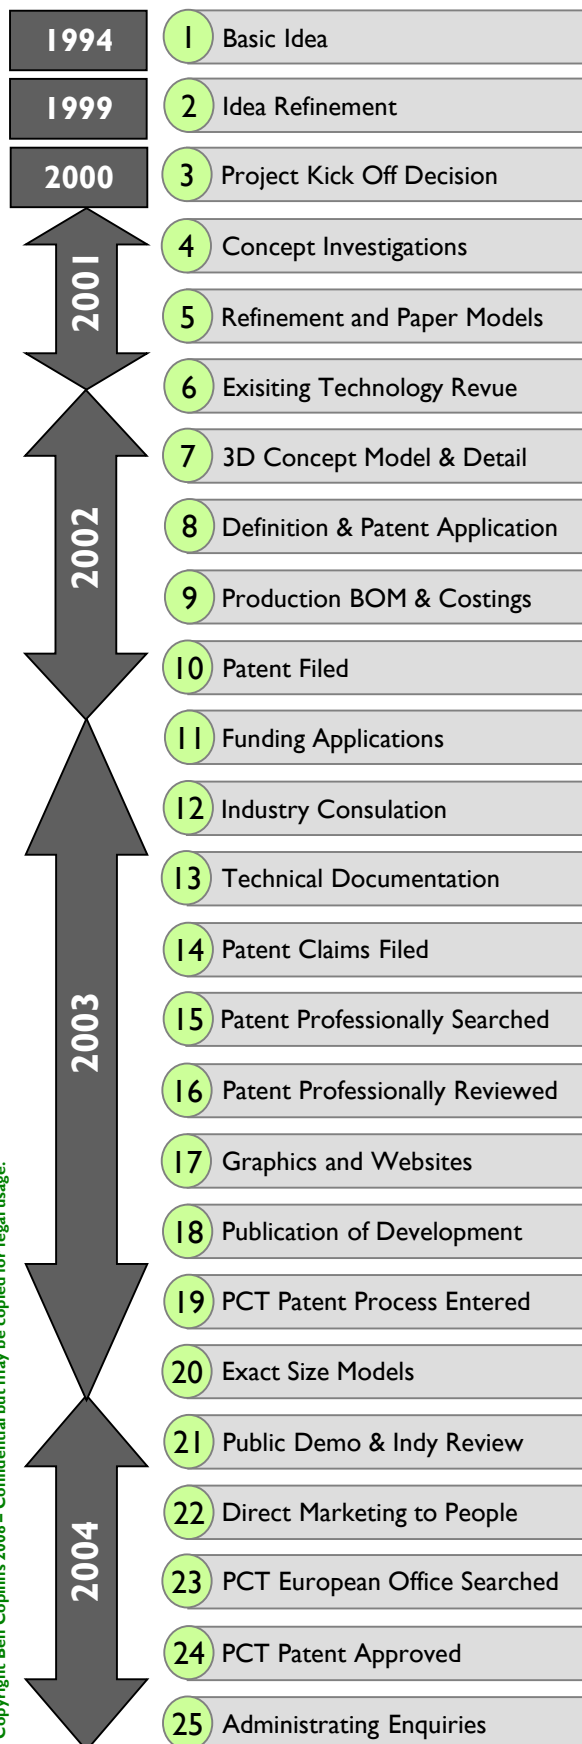 1994
1 Basic Idea
1999
2 Idea Refinement
2000
3 Project Kick Off Decision
2001
4 Concept Investigations
5 Refinement and Paper Models
6 Exisiting Technology Revue
2002
7 3D Concept Model & Detail
8 Definition & Patent Application
9 Production BOM & Costings
10 Patent Filed
2003
11 Funding Applications
12 Industry Consulation
13 Technical Documentation
14 Patent Claims Filed
15 Patent Professionally Searched
16 Patent Professionally Reviewed
17 Graphics and Websites
18 Publication of Development
19 PCT Patent Process Entered
20 Exact Size Models
2004
21 Public Demo & Indy Review
22 Direct Marketing to People
23 PCT European Office Searched
24 PCT Patent Approved
25 Administrating Enquiries
Copyright Ben 2006 – Confidential but may be copied for legal usage.